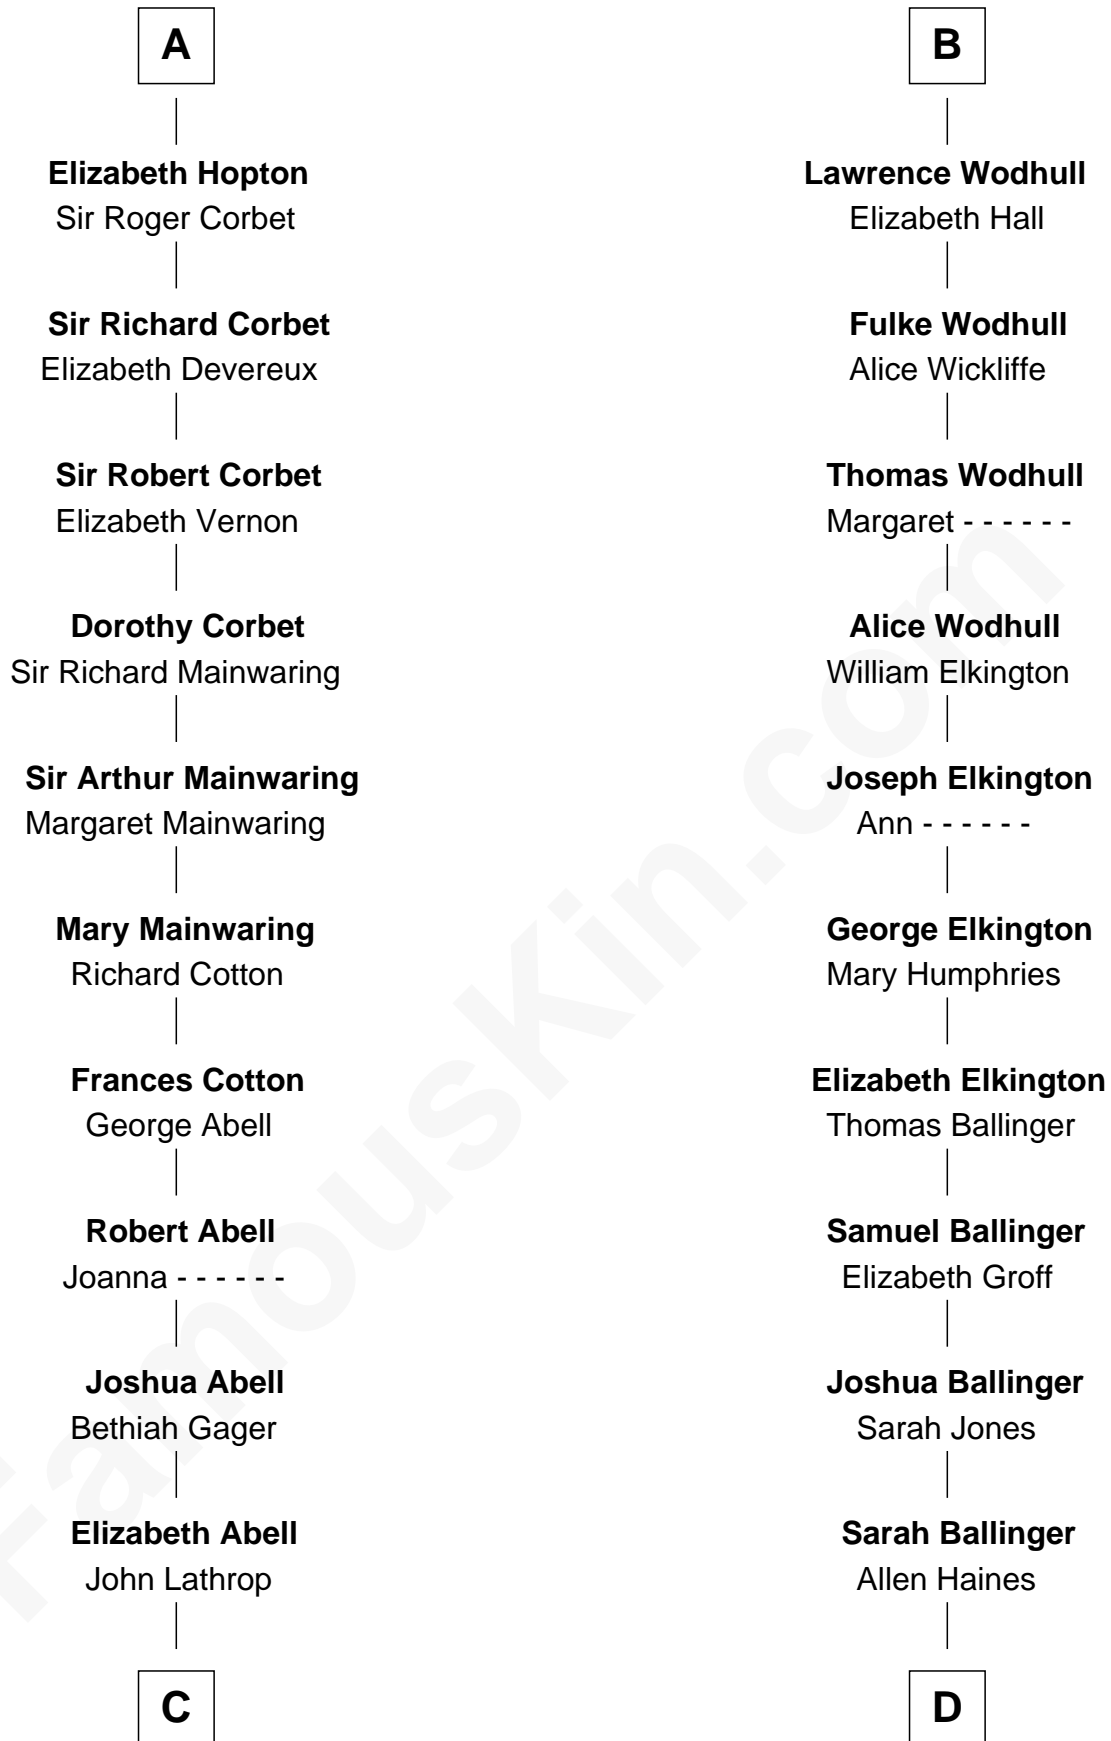 A
Elizabeth Hopton
Sir Roger Corbet
Sir Richard Corbet
Elizabeth Devereux
Sir Robert Corbet
Elizabeth Vernon
Dorothy Corbet
Sir Richard Mainwaring
Sir Arthur Mainwaring
Margaret Mainwaring
Mary Mainwaring
Richard Cotton
Frances Cotton
George Abell
Robert Abell
Joanna - - - - - -
Joshua Abell
Bethiah Gager
Elizabeth Abell
John Lathrop
C
B
Lawrence Wodhull
Elizabeth Hall
Fulke Wodhull
Alice Wickliffe
Thomas Wodhull
Margaret - - - - - -
Alice Wodhull
William Elkington
Joseph Elkington
Ann - - - - - -
George Elkington
Mary Humphries
Elizabeth Elkington
Thomas Ballinger
Samuel Ballinger
Elizabeth Groff
Joshua Ballinger
Sarah Jones
Sarah Ballinger
Allen Haines
D
FamousKin.com